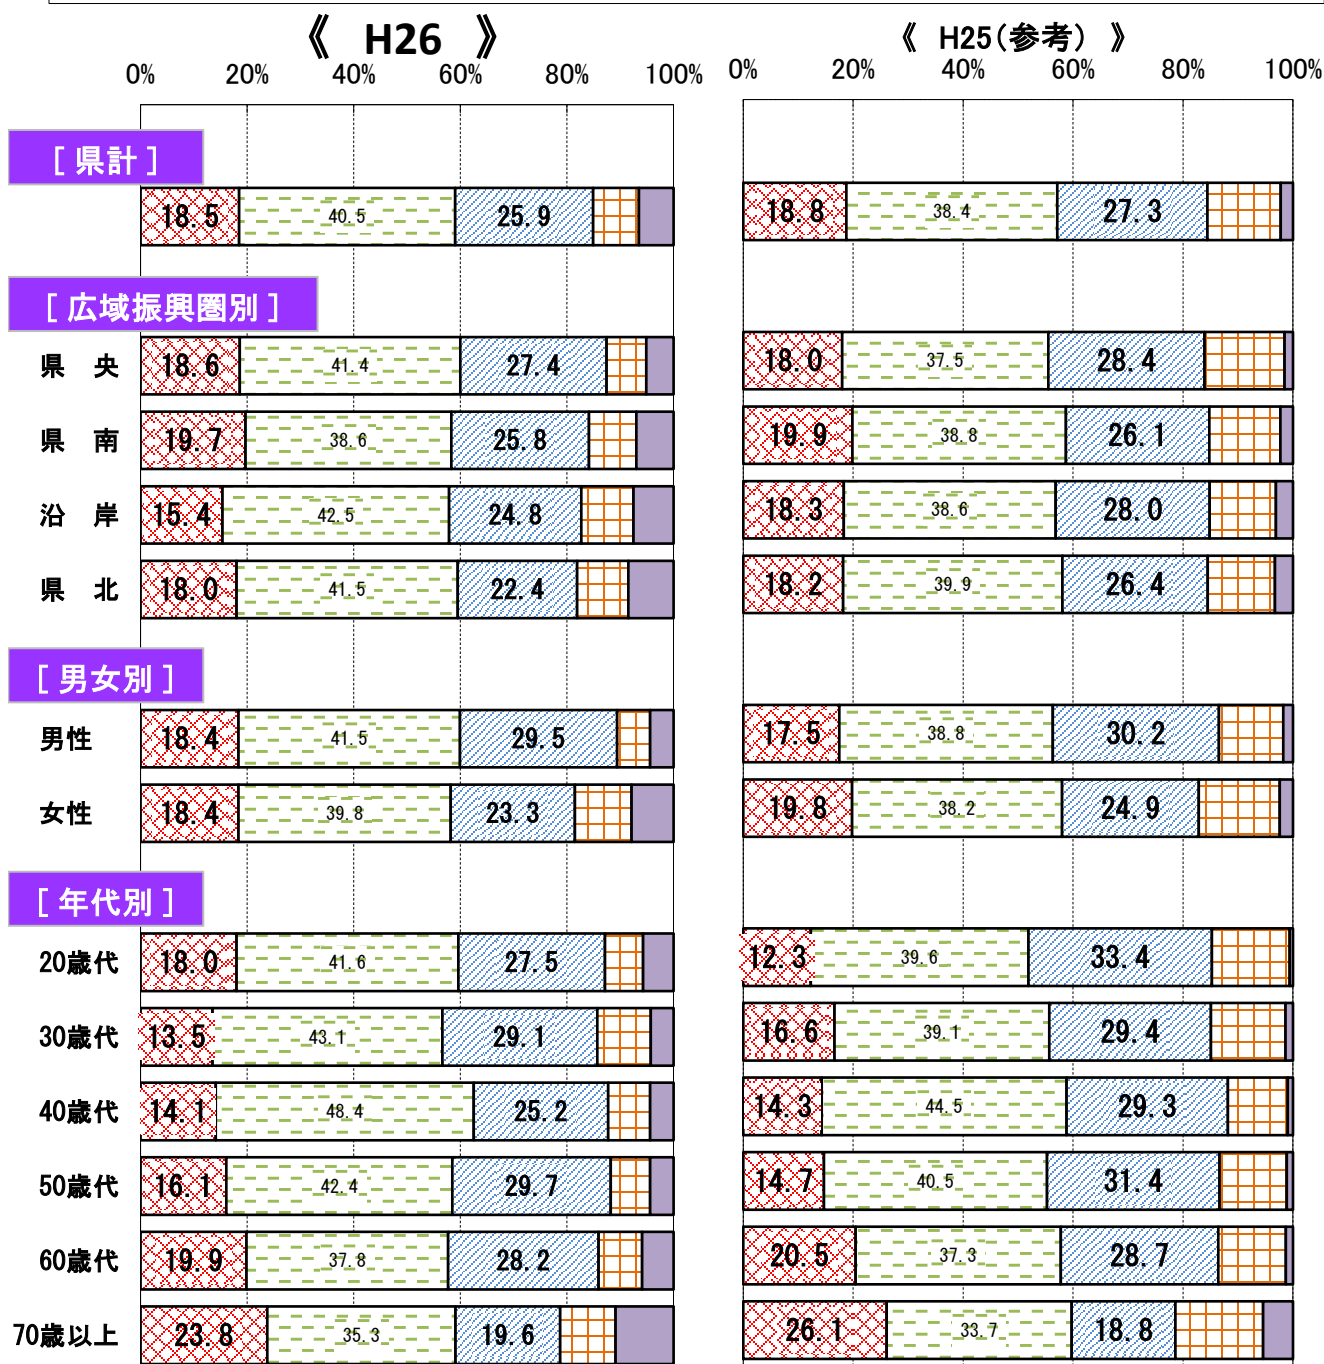 《 H26 》
《 H25(参考) 》
0% 20% 40% 60% 80% 100%
0% 20% 40% 60% 80% 100%
[ 県計 ]
18.5 40.5 25.9
18.8 38.4 27.3
[ 広域振興圏別 ]
県 央 18.6 41.4 27.4
18.0 37.5 28.4
県 南 19.7 38.6 25.8
19.9 38.8 26.1
沿 岸 15.4 42.5 24.8
18.3 38.6 28.0
県 北 18.0 41.5 22.4
18.2 39.9 26.4
[ 男女別 ]
男性 18.4 41.5 29.5
17.5 38.8 30.2
女性 18.4 39.8 23.3
19.8 38.2 24.9
[ 年代別 ]
20歳代 18.0 41.6 27.5
12.3 39.6 33.4
30歳代 13.5 43.1 29.1
16.6 39.1 29.4
40歳代 14.1 48.4 25.2
14.3 44.5 29.3
50歳代 16.1 42.4 29.7
14.7 40.5 31.4
60歳代 19.9 37.8 28.2
20.5 37.3 28.7
70歳以上 23.8 35.3 19.6
26.1 33.7 18.8